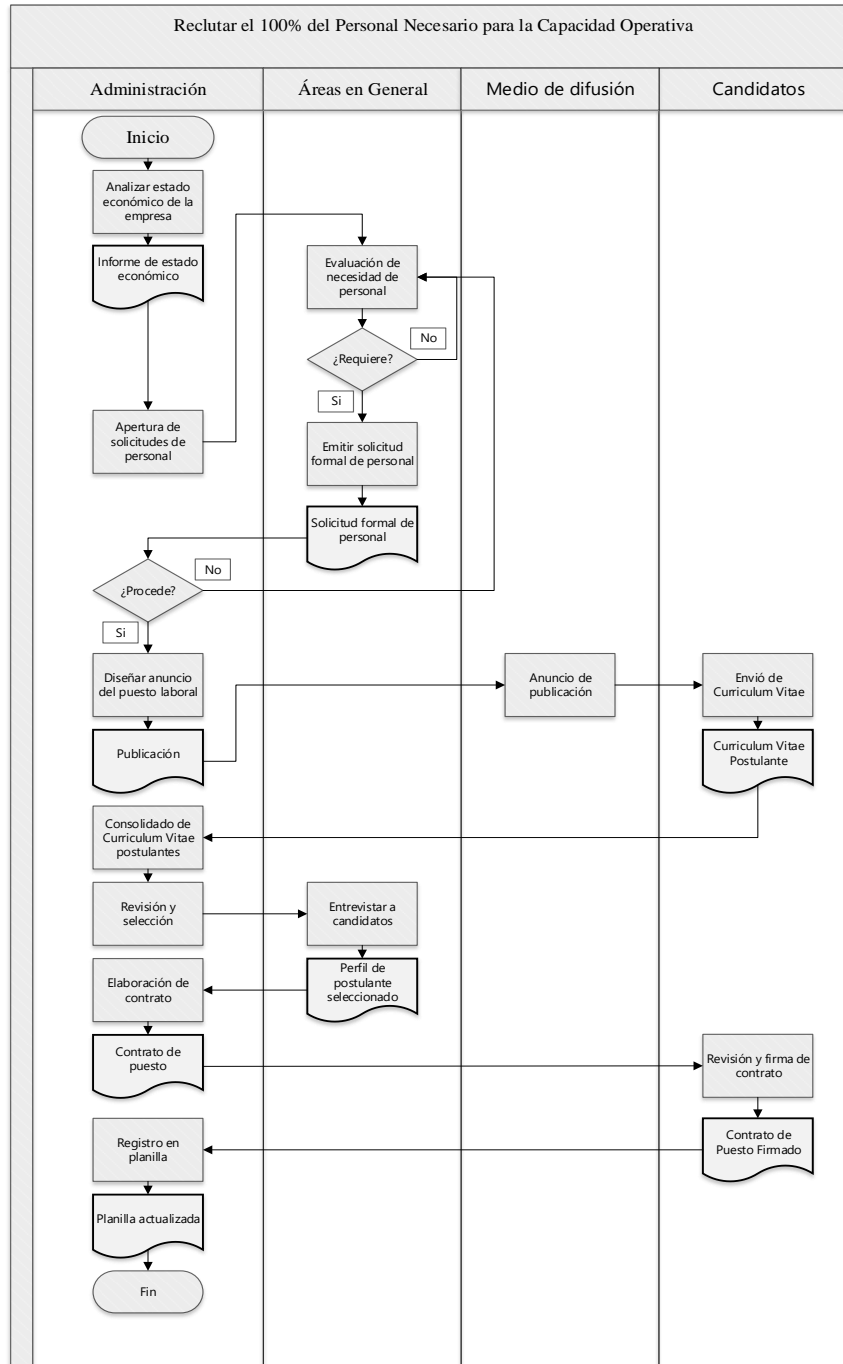 Reclutar el 100% del Personal Necesario para la Capacidad Operativa
Administración
Áreas en General
Medio de difusión
Candidatos
Inicio
Analizar estado
económico de la
empresa
Informe de estado
económico
Evaluación de
necesidad de
personal
No
¿Requiere?
Si
Apertura de
solicitudes de
personal
Emitir solicitud
formal de personal
Solicitud formal de
personal
No
¿Procede?
Si
Diseñar anuncio
del puesto laboral
Anuncio de
publicación
Envió de
Curriculum Vitae
Publicación
Curriculum Vitae
Postulante
Consolidado de
Curriculum Vitae
postulantes
Revisión y
selección
Entrevistar a
candidatos
Perfil de
postulante
seleccionado
Elaboración de
contrato
Contrato de
puesto
Revisión y firma de
contrato
Contrato de
Puesto Firmado
Registro en
planilla
Planilla actualizada
Fin